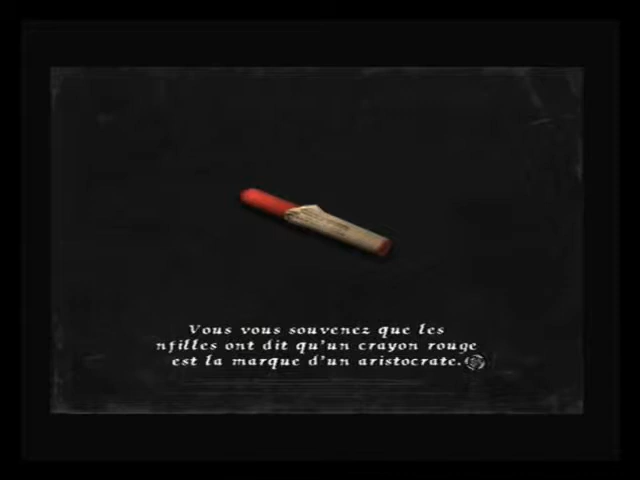 Vous vous souvenez que les
nfilles ont dit qu'un crayon rouge
est la marque d'un aristocrate.